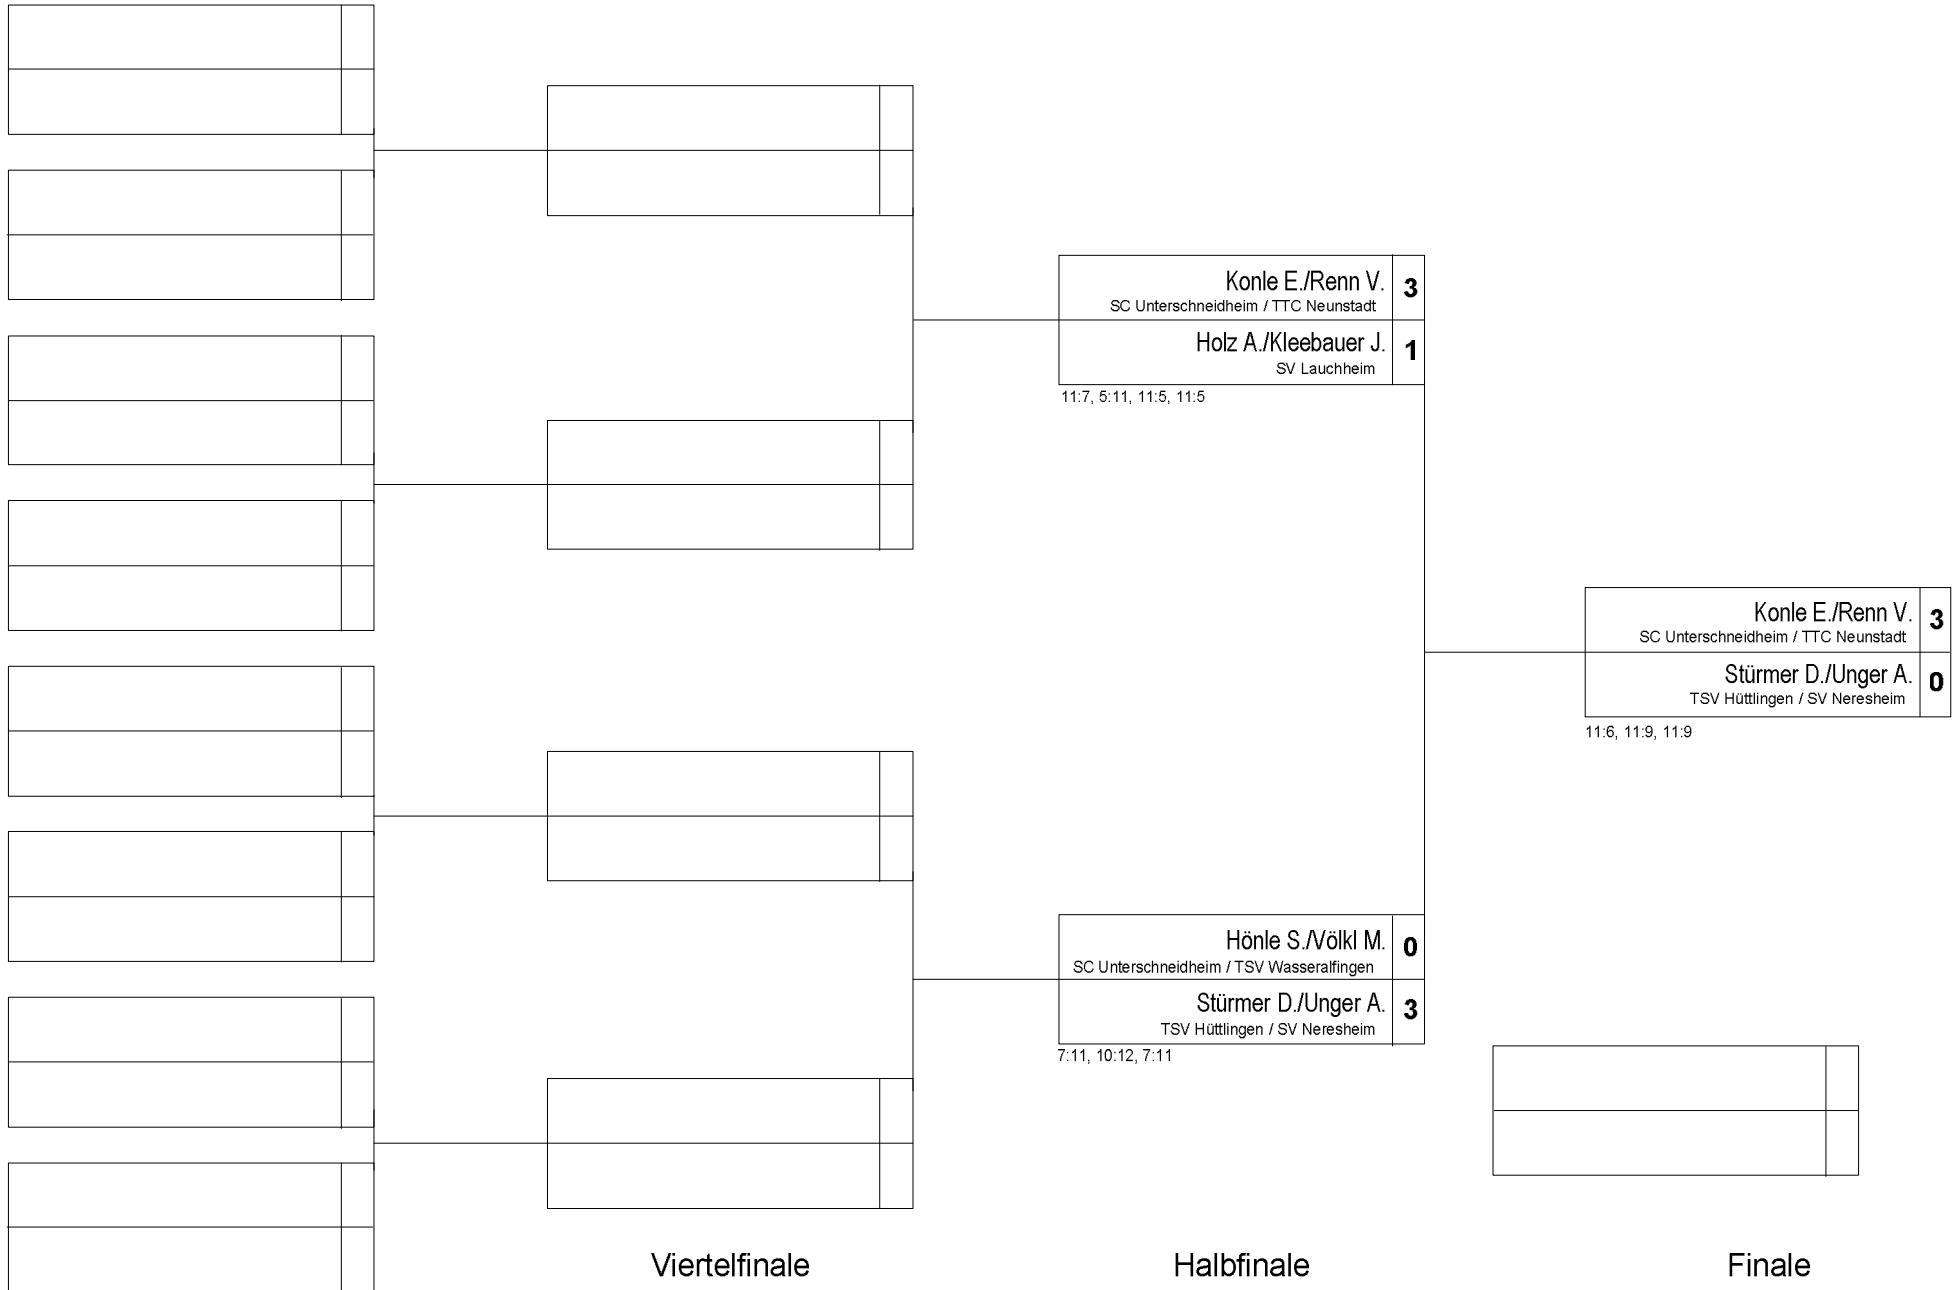 Konle E./Renn V. 3
SC Unterschneidheim / TTC Neunstadt
Holz A./Kleebauer J. 1
SV Lauchheim
11:7, 5:11, 11:5, 11:5
Konle E./Renn V. 3
SC Unterschneidheim / TTC Neunstadt
Stürmer D./Unger A. 0
TSV Hüttlingen / SV Neresheim
11:6, 11:9, 11:9
Hönle S./Völkl M. 0
SC Unterschneidheim / TSV Wasseralfingen
Stürmer D./Unger A. 3
TSV Hüttlingen / SV Neresheim
7:11, 10:12, 7:11
Viertelfinale Halbfinale Finale